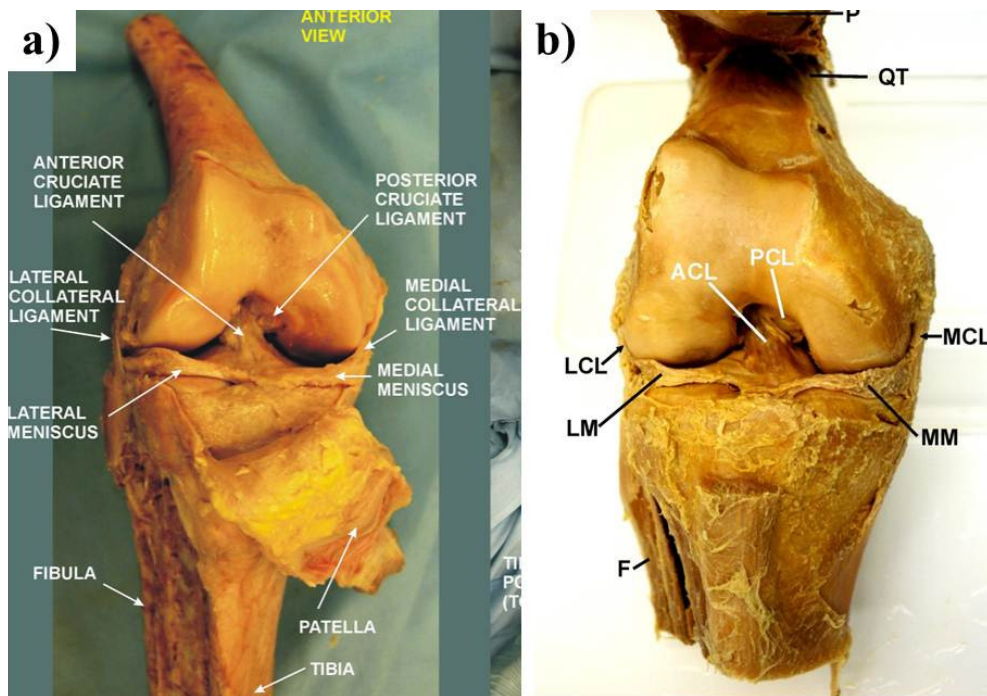 a)
ANTERIOR
VIEW
ANTERIOR
CRUCIATE
LIGAMENT
POSTERIOR
CRUCIATE
LIGAMENT
LATERAL
COLLATERAL
LIGAMENT
MEDIAL
COLLATERAL
LIGAMENT
MEDIAL
MENISCUS
LATERAL
MENISCUS
FIBULA
PATELLA
TIBIA
b)
P
QT
ACL
PCL
MCL
LCL
LM
MM
F